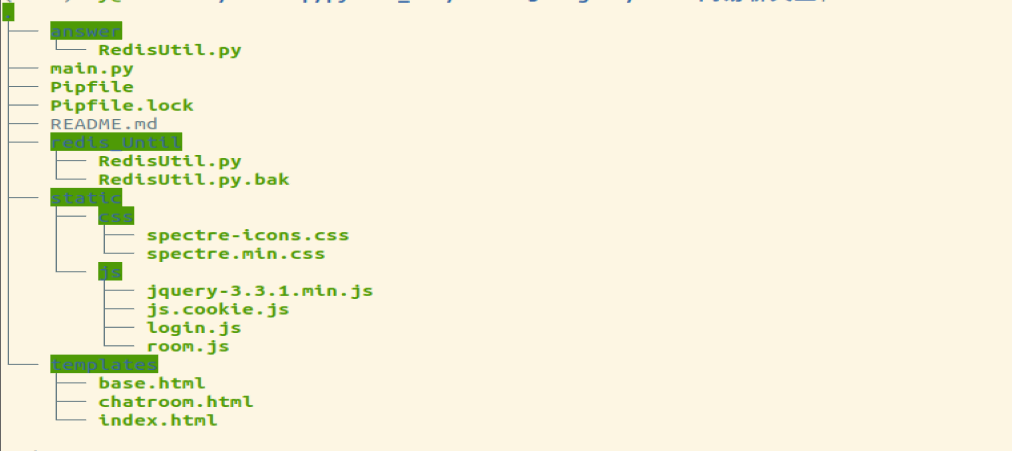 .
answer
RedisUtil.py
main.py
Pipfile
Pipfile.lock
README.md
redis_Until
RedisUtil.py
RedisUtil.py.bak
static
css
spectre-icons.css
spectre.min.css
js
jquery-3.3.1.min.js
js.cookie.js
login.js
room.js
templates
base.html
chatroom.html
index.html